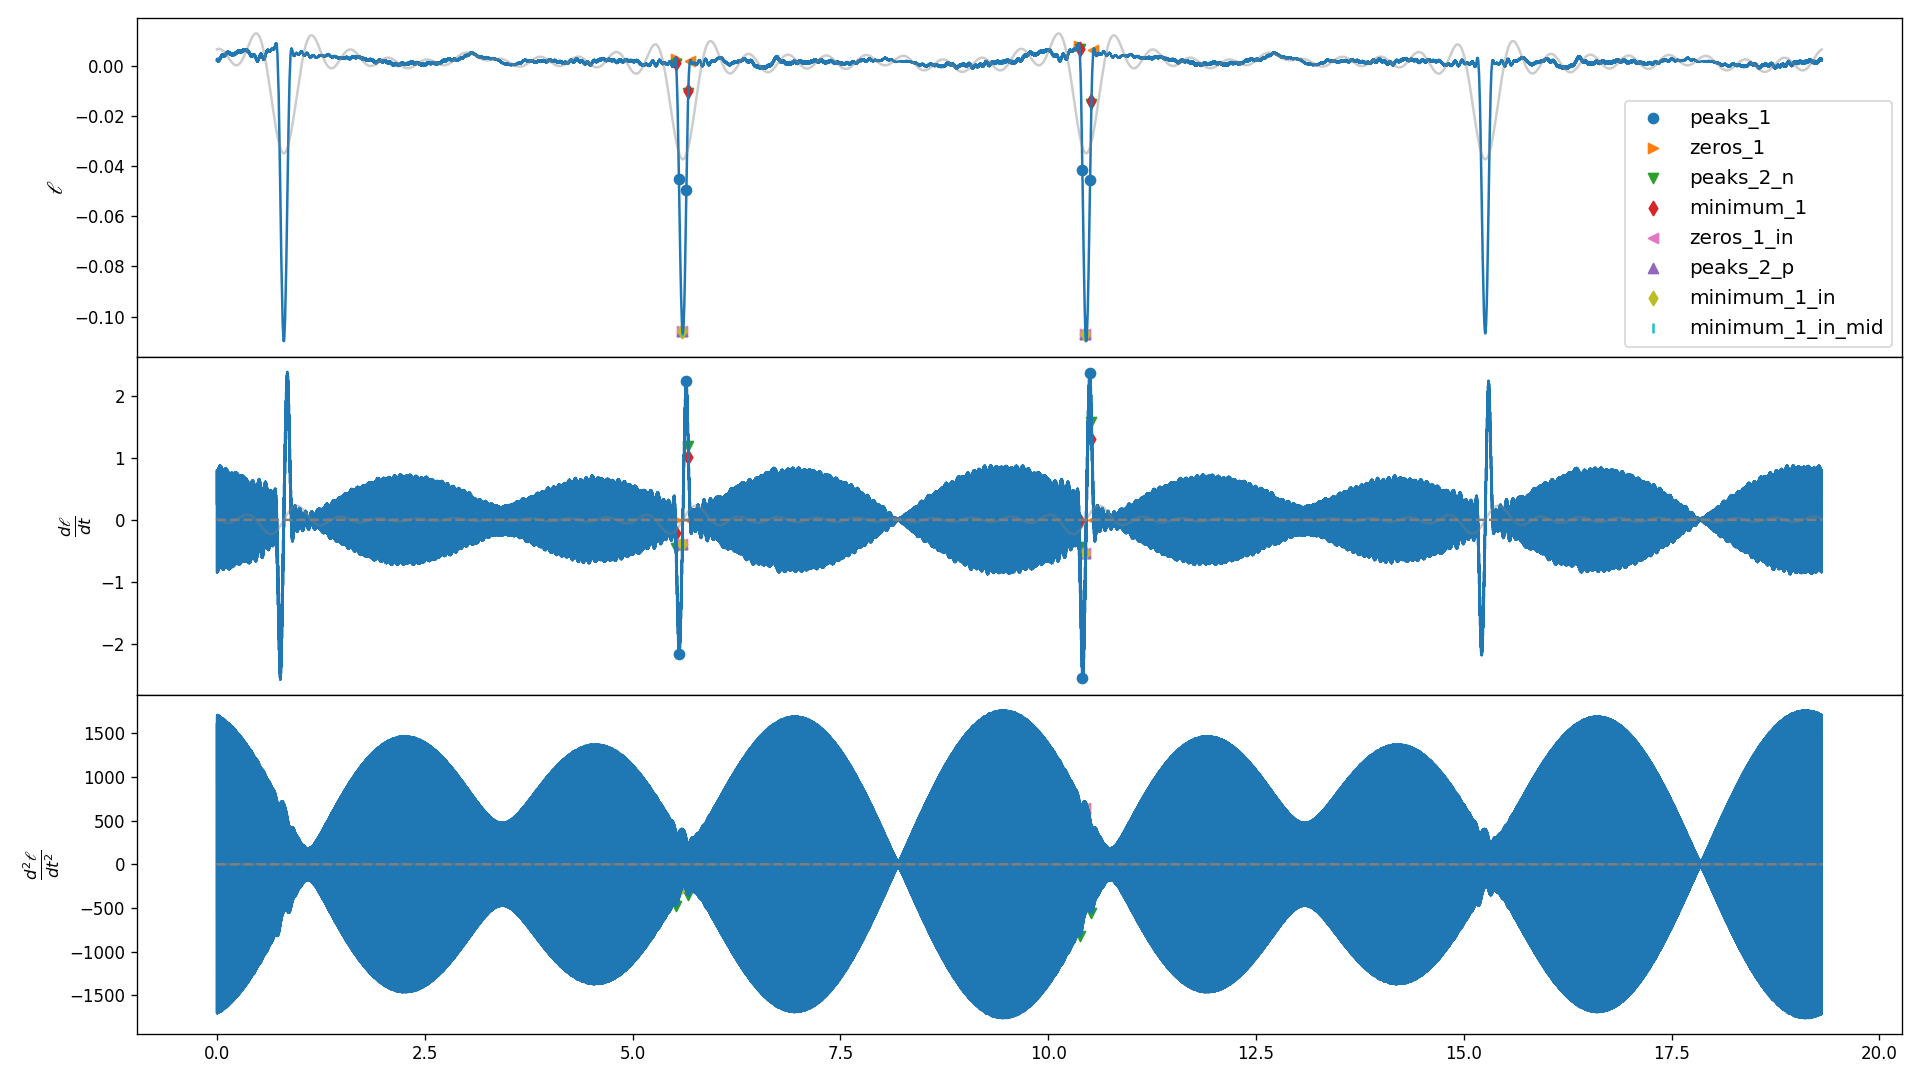 0.00
−0.02
−0.04
−0.06
−0.08
−0.10
ℓ
peaks_1
zeros_1
peaks_2_n
minimum_1
zeros_1_in
peaks_2_p
minimum_1_in
minimum_1_in_mid
2
1
0
−1
−2
dℓ/dt
1500
1000
500
0
−500
−1000
−1500
d²ℓ/dt²
0.0 2.5 5.0 7.5 10.0 12.5 15.0 17.5 20.0